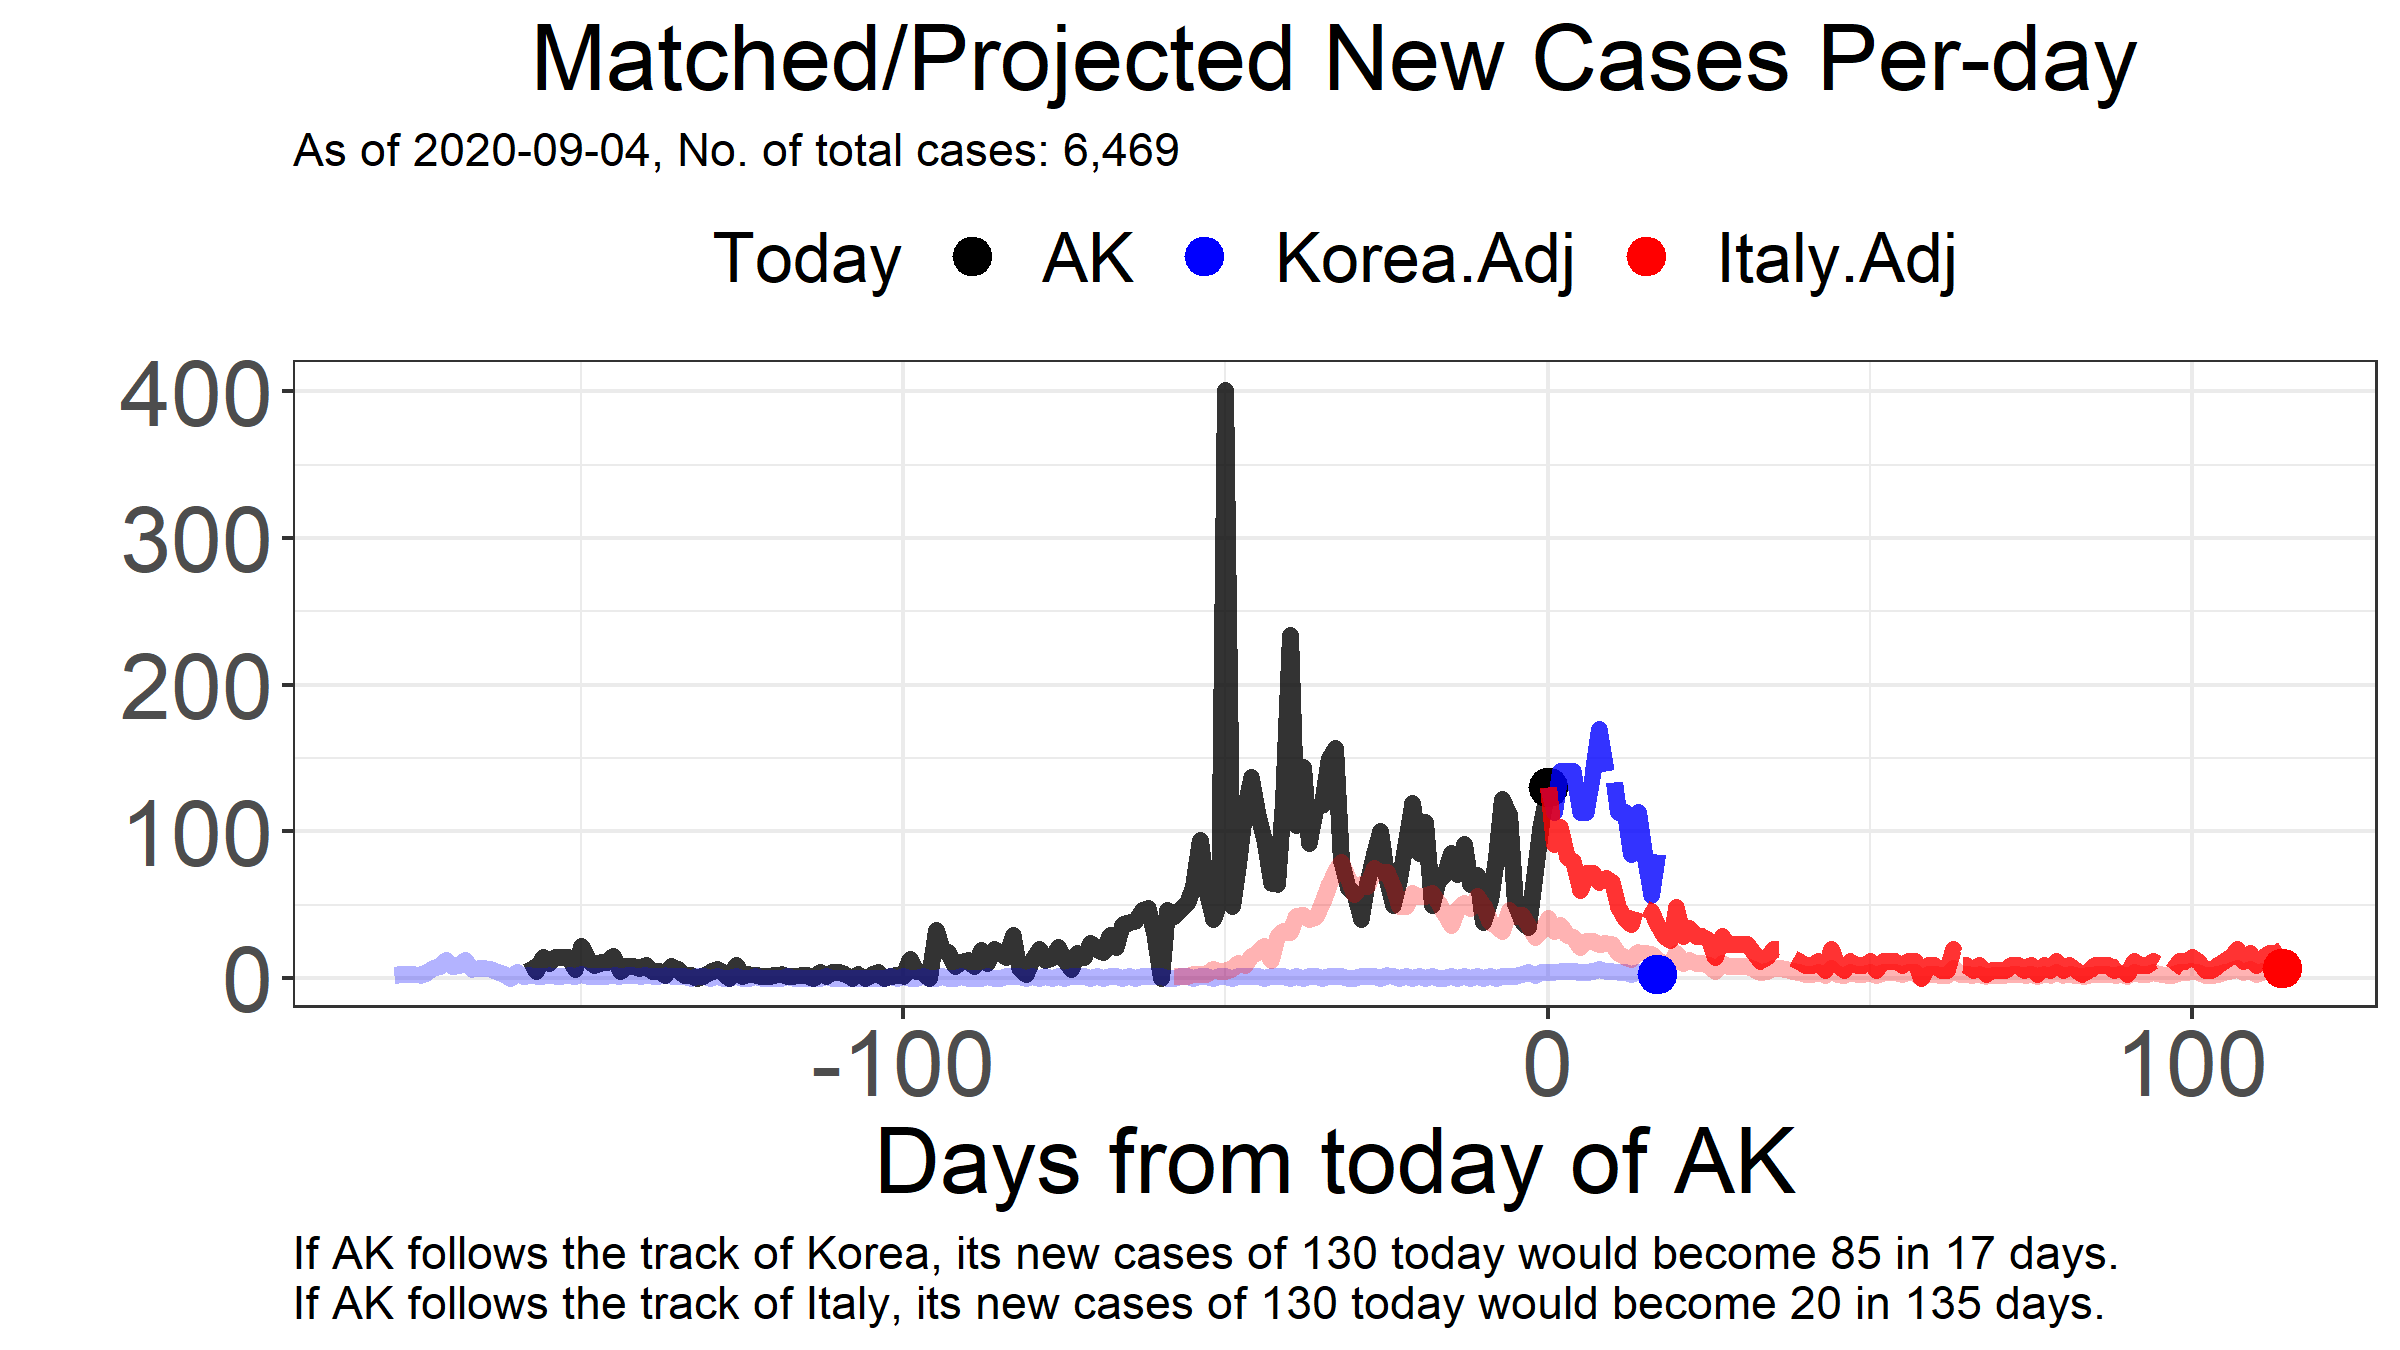 Matched/Projected New Cases Per-day
As of 2020-09-04, No. of total cases: 6,469
Today AK Korea.Adj Italy.Adj
400
300
200
100
0
-100 0 100
Days from today of AK
If AK follows the track of Korea, its new cases of 130 today would become 85 in 17 days.
If AK follows the track of Italy, its new cases of 130 today would become 20 in 135 days.